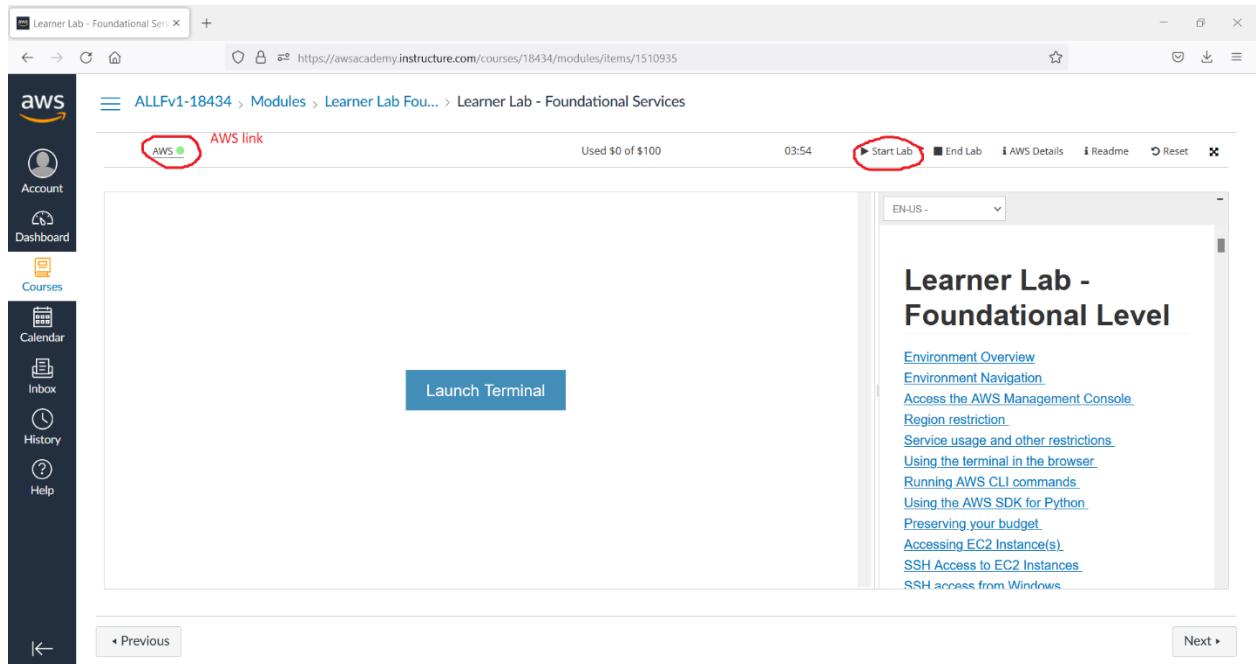 Learner Lab - Foundational Serv
https://awsacademy.instructure.com/courses/18434/modules/items/1510935
aws
ALLFv1-18434 > Modules > Learner Lab Fou... > Learner Lab - Foundational Services
AWS
AWS link
Used $0 of $100
03:54
Start Lab
End Lab
AWS Details
Readme
Reset
Account
Dashboard
Courses
Calendar
Inbox
History
Help
Launch Terminal
EN-US -
Learner Lab -
Foundational Level
Environment Overview
Environment Navigation
Access the AWS Management Console
Region restriction
Service usage and other restrictions
Using the terminal in the browser
Running AWS CLI commands
Using the AWS SDK for Python
Preserving your budget
Accessing EC2 Instance(s)
SSH Access to EC2 Instances
SSH access from Windows
Previous
Next